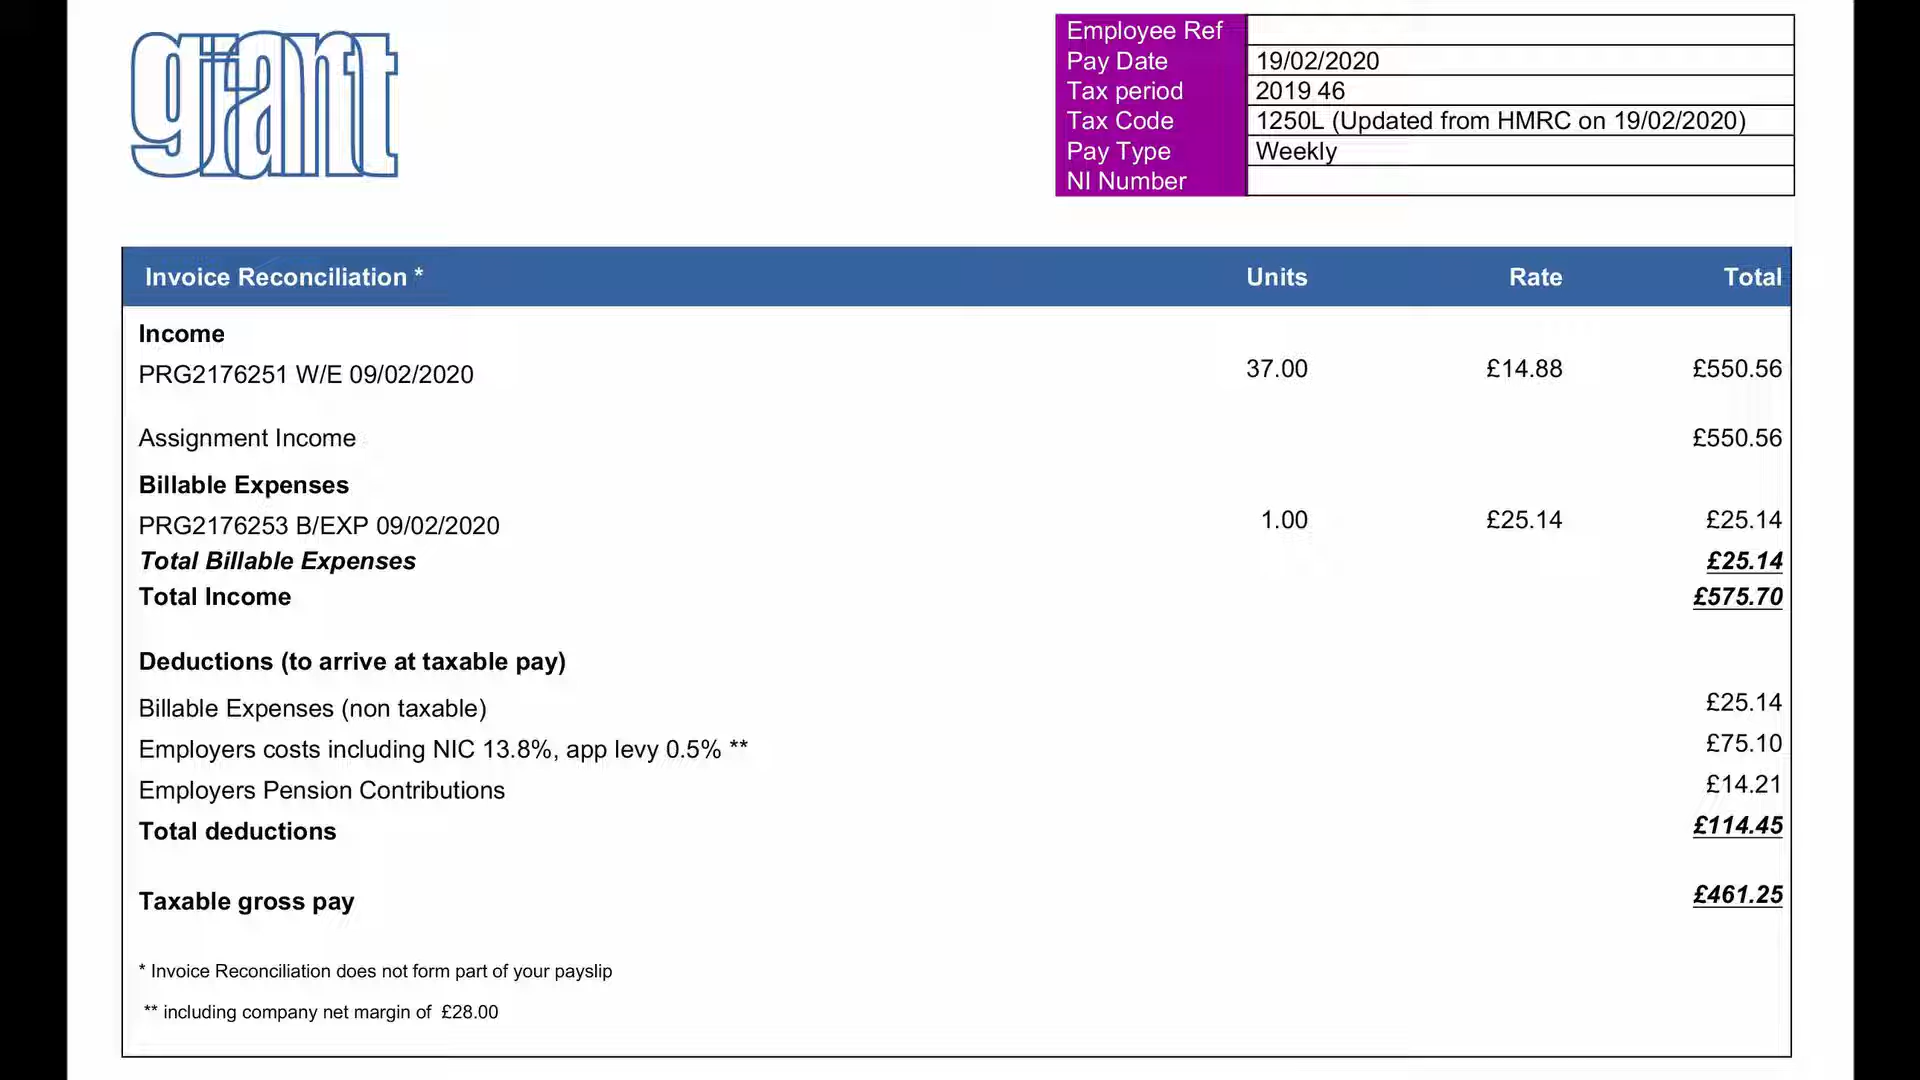 giant
Employee Ref
Pay Date 19/02/2020
Tax period 2019 46
Tax Code 1250L (Updated from HMRC on 19/02/2020)
Pay Type Weekly
NI Number
Invoice Reconciliation * Units Rate Total
Income
PRG2176251 W/E 09/02/2020 37.00 £14.88 £550.56
Assignment Income £550.56
Billable Expenses
PRG2176253 B/EXP 09/02/2020 1.00 £25.14 £25.14
Total Billable Expenses £25.14
Total Income £575.70
Deductions (to arrive at taxable pay)
Billable Expenses (non taxable) £25.14
Employers costs including NIC 13.8%, app levy 0.5% ** £75.10
Employers Pension Contributions £14.21
Total deductions £114.45
Taxable gross pay £461.25
* Invoice Reconciliation does not form part of your payslip
** including company net margin of £28.00